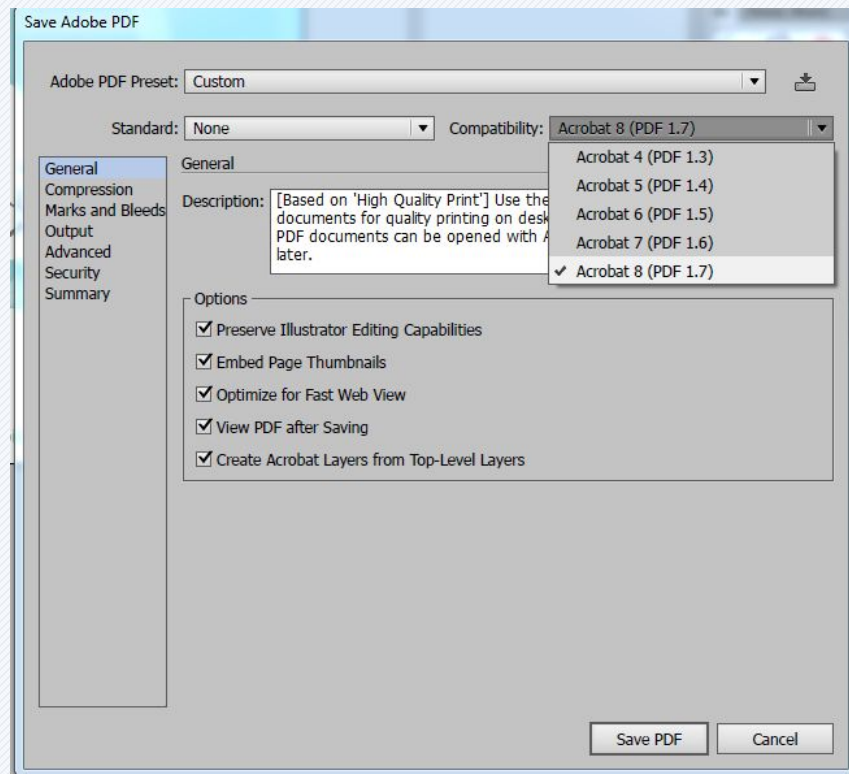 Save Adobe PDF
Adobe PDF Preset: Custom
Standard: None Compatibility: Acrobat 8 (PDF 1.7)
Acrobat 4 (PDF 1.3)
Acrobat 5 (PDF 1.4)
Acrobat 6 (PDF 1.5)
Acrobat 7 (PDF 1.6)
Acrobat 8 (PDF 1.7)
General
Compression
Marks and Bleeds
Output
Advanced
Security
Summary
General
Description: [Based on 'High Quality Print'] Use the
documents for quality printing on
PDF documents can be opened with
later.
Options
Preserve Illustrator Editing Capabilities
Embed Page Thumbnails
Optimize for Fast Web View
View PDF after Saving
Create Acrobat Layers from Top-Level Layers
Save PDF Cancel